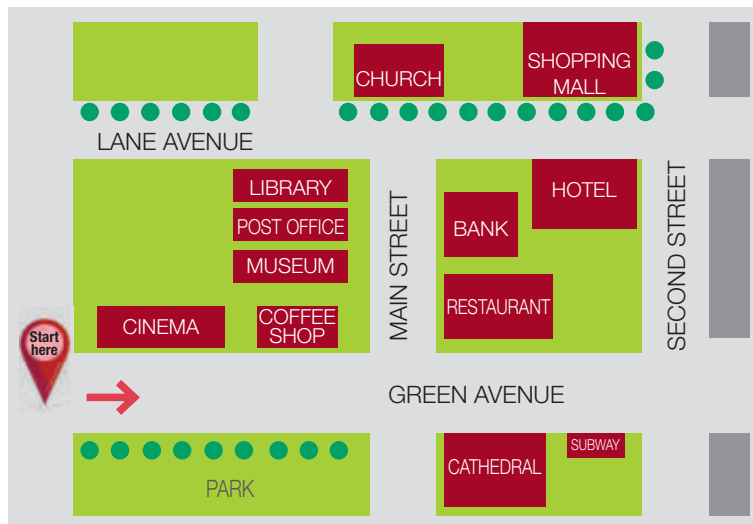 CHURCH
SHOPPING
MALL
LANE AVENUE
LIBRARY
POST OFFICE
MUSEUM
CINEMA
COFFEE
SHOP
MAIN STREET
HOTEL
BANK
RESTAURANT
SECOND STREET
Start
here
GREEN AVENUE
PARK
CATHEDRAL
SUBWAY